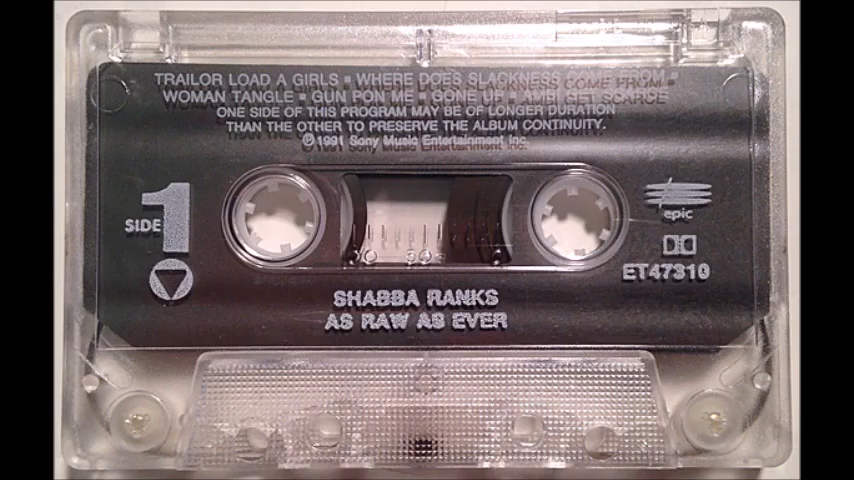 TRAILOR LOAD A GIRLS ▪ WHERE DOES SLACKNESS COME FROM ▪
WOMAN TANGLE ▪ GUN PON ME ▪ GONE UP ▪ AMBI SET SCARCE
ONE SIDE OF THIS PROGRAM MAY BE OF LONGER DURATION
THAN THE OTHER TO PRESERVE THE ALBUM CONTINUITY.
℗ 1991 Sony Music Entertainment Inc.
SIDE 1
epic
ET47310
SHABBA RANKS
AS RAW AS EVER